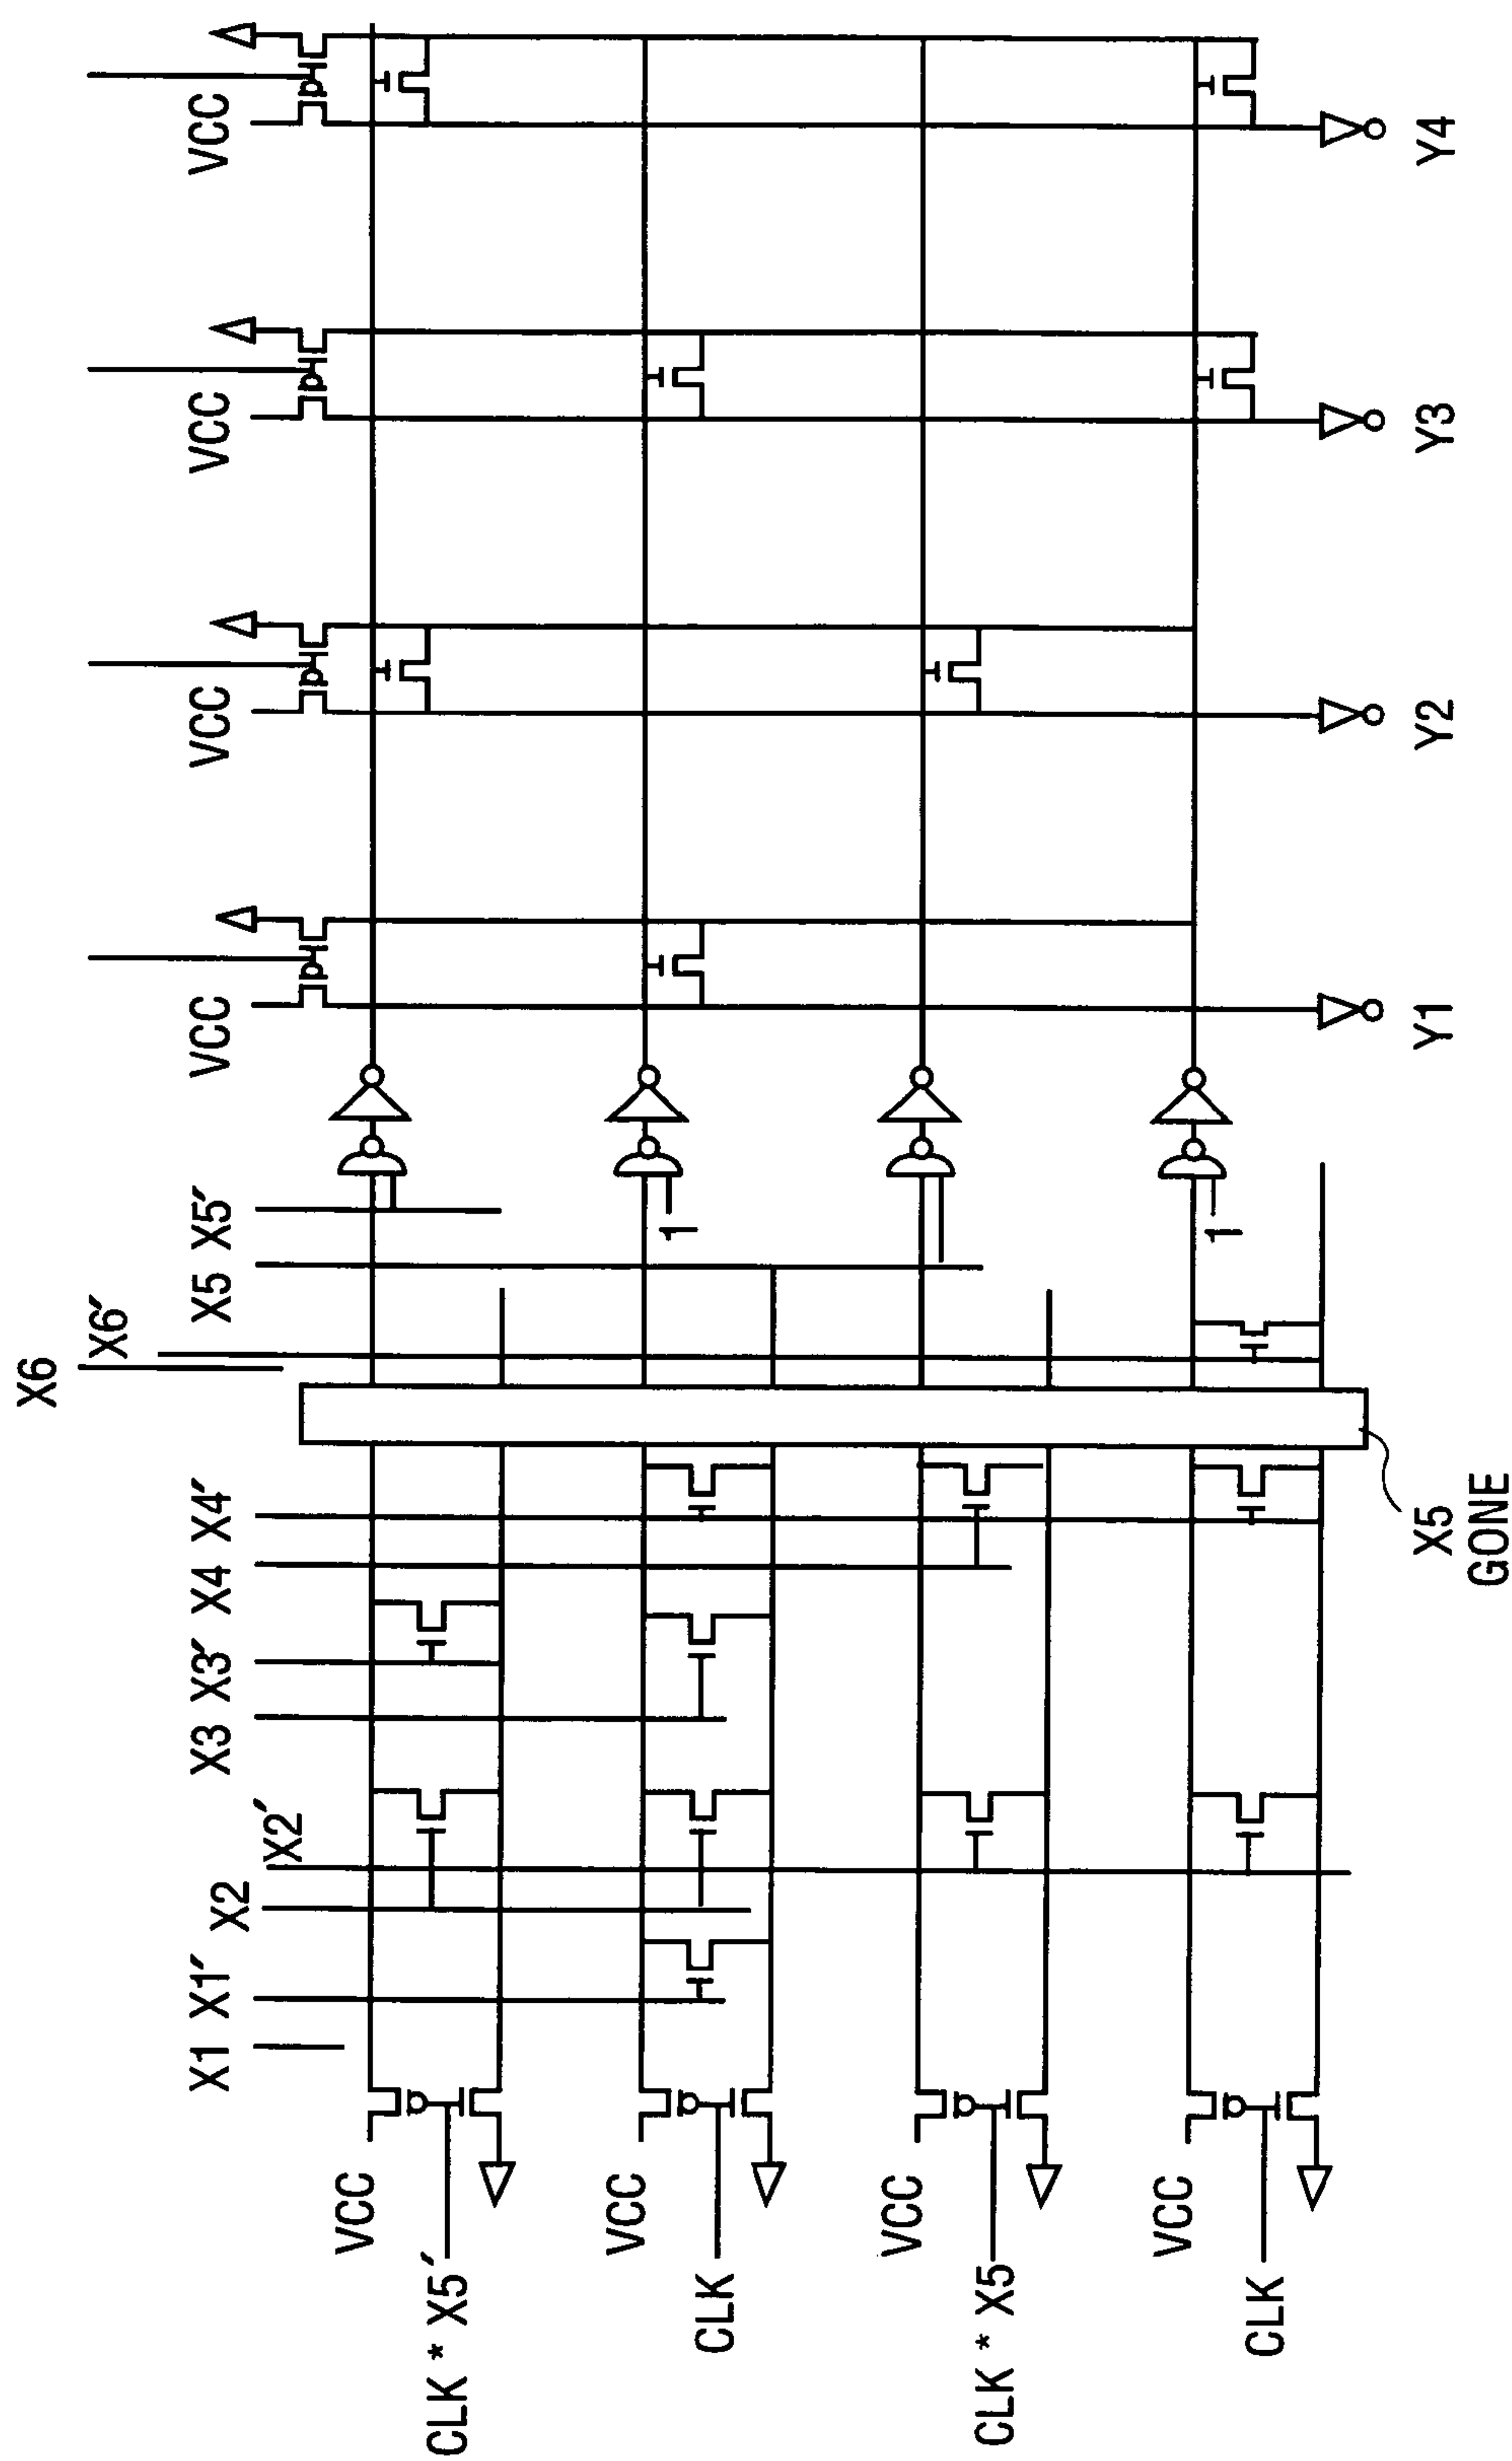 X6
X6′
X1 X1′
X2
X2′
X3 X3′
X4 X4′
X5 X5′
VCC
VCC
VCC
VCC
VCC
CLK * X5′
VCC
CLK
VCC
CLK * X5
VCC
CLK
1
1
X5
GONE
Y1
Y2
Y3
Y4